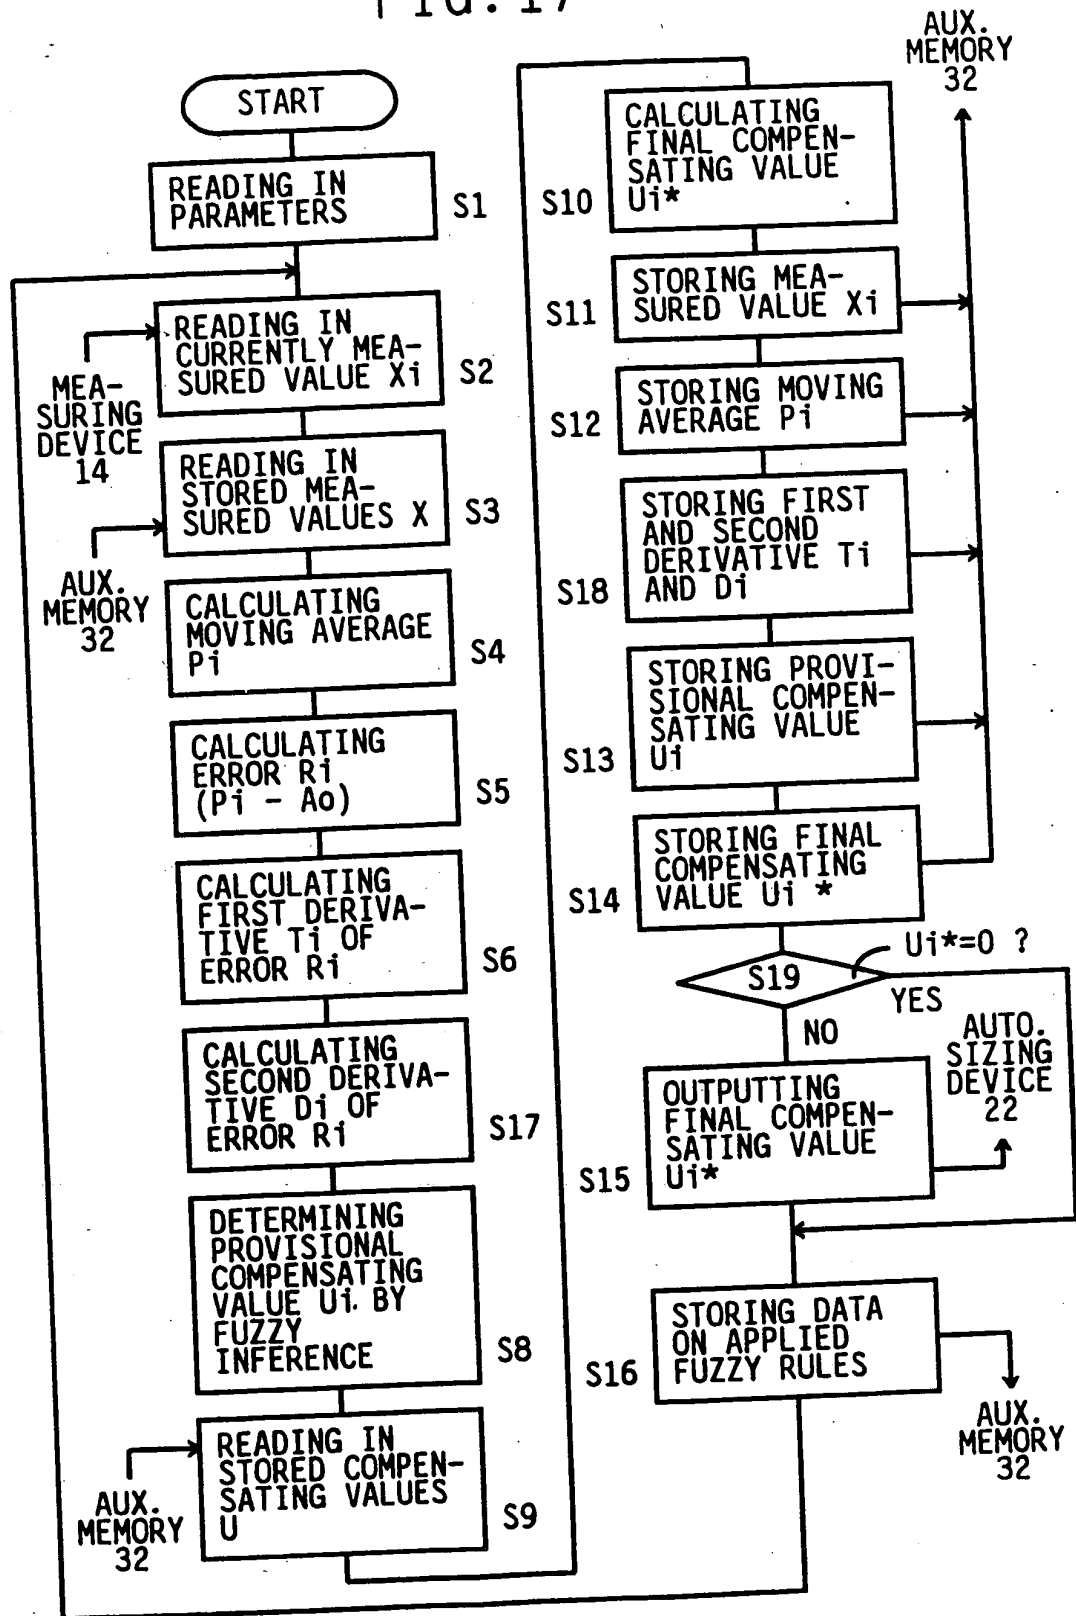 Fig. 17
START
READING IN
PARAMETERS
S1
READING IN
CURRENTLY MEA-
SURED VALUE Xi
S2
MEA-
SURING
DEVICE
14
READING IN
STORED MEA-
SURED VALUES X
S3
AUX.
MEMORY
32
CALCULATING
MOVING AVERAGE
Pi
S4
CALCULATING
ERROR Ri
(Pi - Ao)
S5
CALCULATING
FIRST DERIVA-
TIVE Ti OF
ERROR Ri
S6
CALCULATING
SECOND DERIVA-
TIVE Di OF
ERROR Ri
S17
DETERMINING
PROVISIONAL
COMPENSATING
VALUE Ui BY
FUZZY
INFERENCE
S8
READING IN
STORED COMPEN-
SATING VALUES
U
S9
AUX.
MEMORY
32
AUX.
MEMORY
32
CALCULATING
FINAL COMPEN-
SATING VALUE
Ui*
S10
STORING MEA-
SURED VALUE Xi
S11
STORING MOVING
AVERAGE Pi
S12
STORING FIRST
AND SECOND
DERIVATIVE Ti
AND Di
S18
STORING PROVI-
SIONAL COMPEN-
SATING VALUE
Ui
S13
STORING FINAL
COMPENSATING
VALUE Ui *
S14
Ui*=0 ?
S19
YES
NO
AUTO.
SIZING
DEVICE
22
OUTPUTTING
FINAL COMPEN-
SATING VALUE
Ui*
S15
STORING DATA
ON APPLIED
FUZZY RULES
S16
AUX.
MEMORY
32